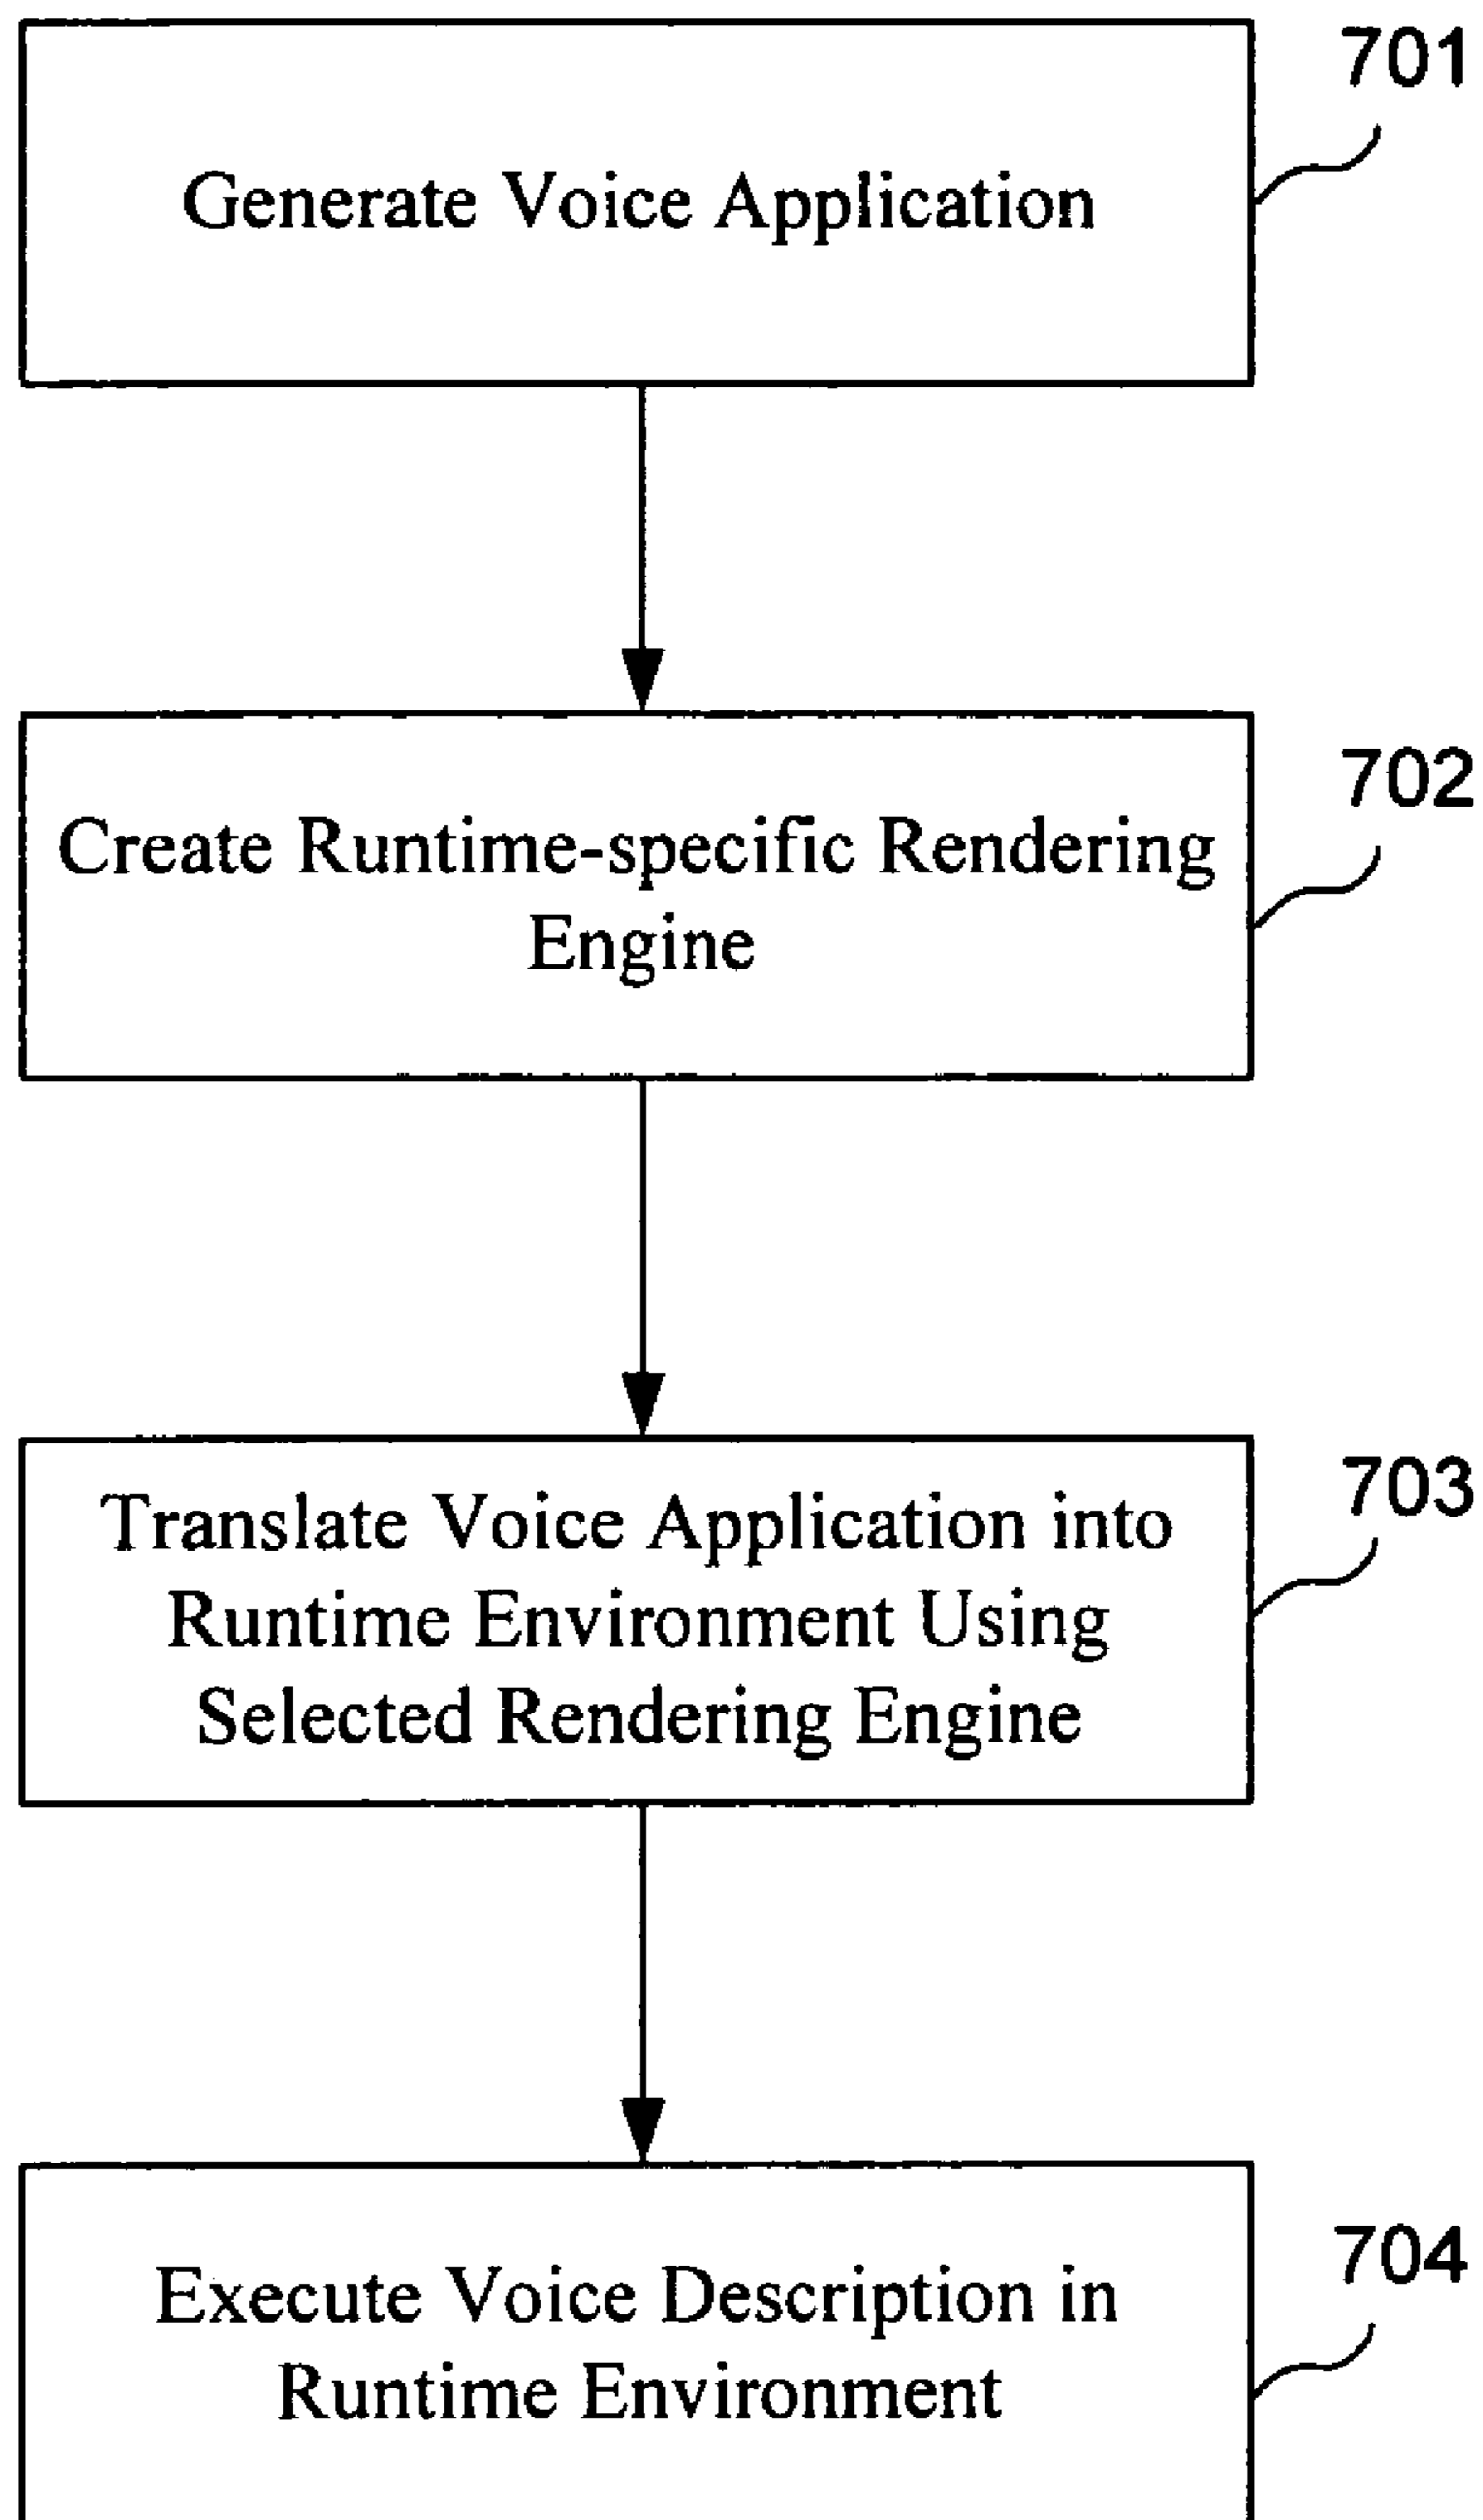 701
Generate Voice Application
702
Create Runtime-specific Rendering
Engine
703
Translate Voice Application into
Runtime Environment Using
Selected Rendering Engine
704
Execute Voice Description in
Runtime Environment